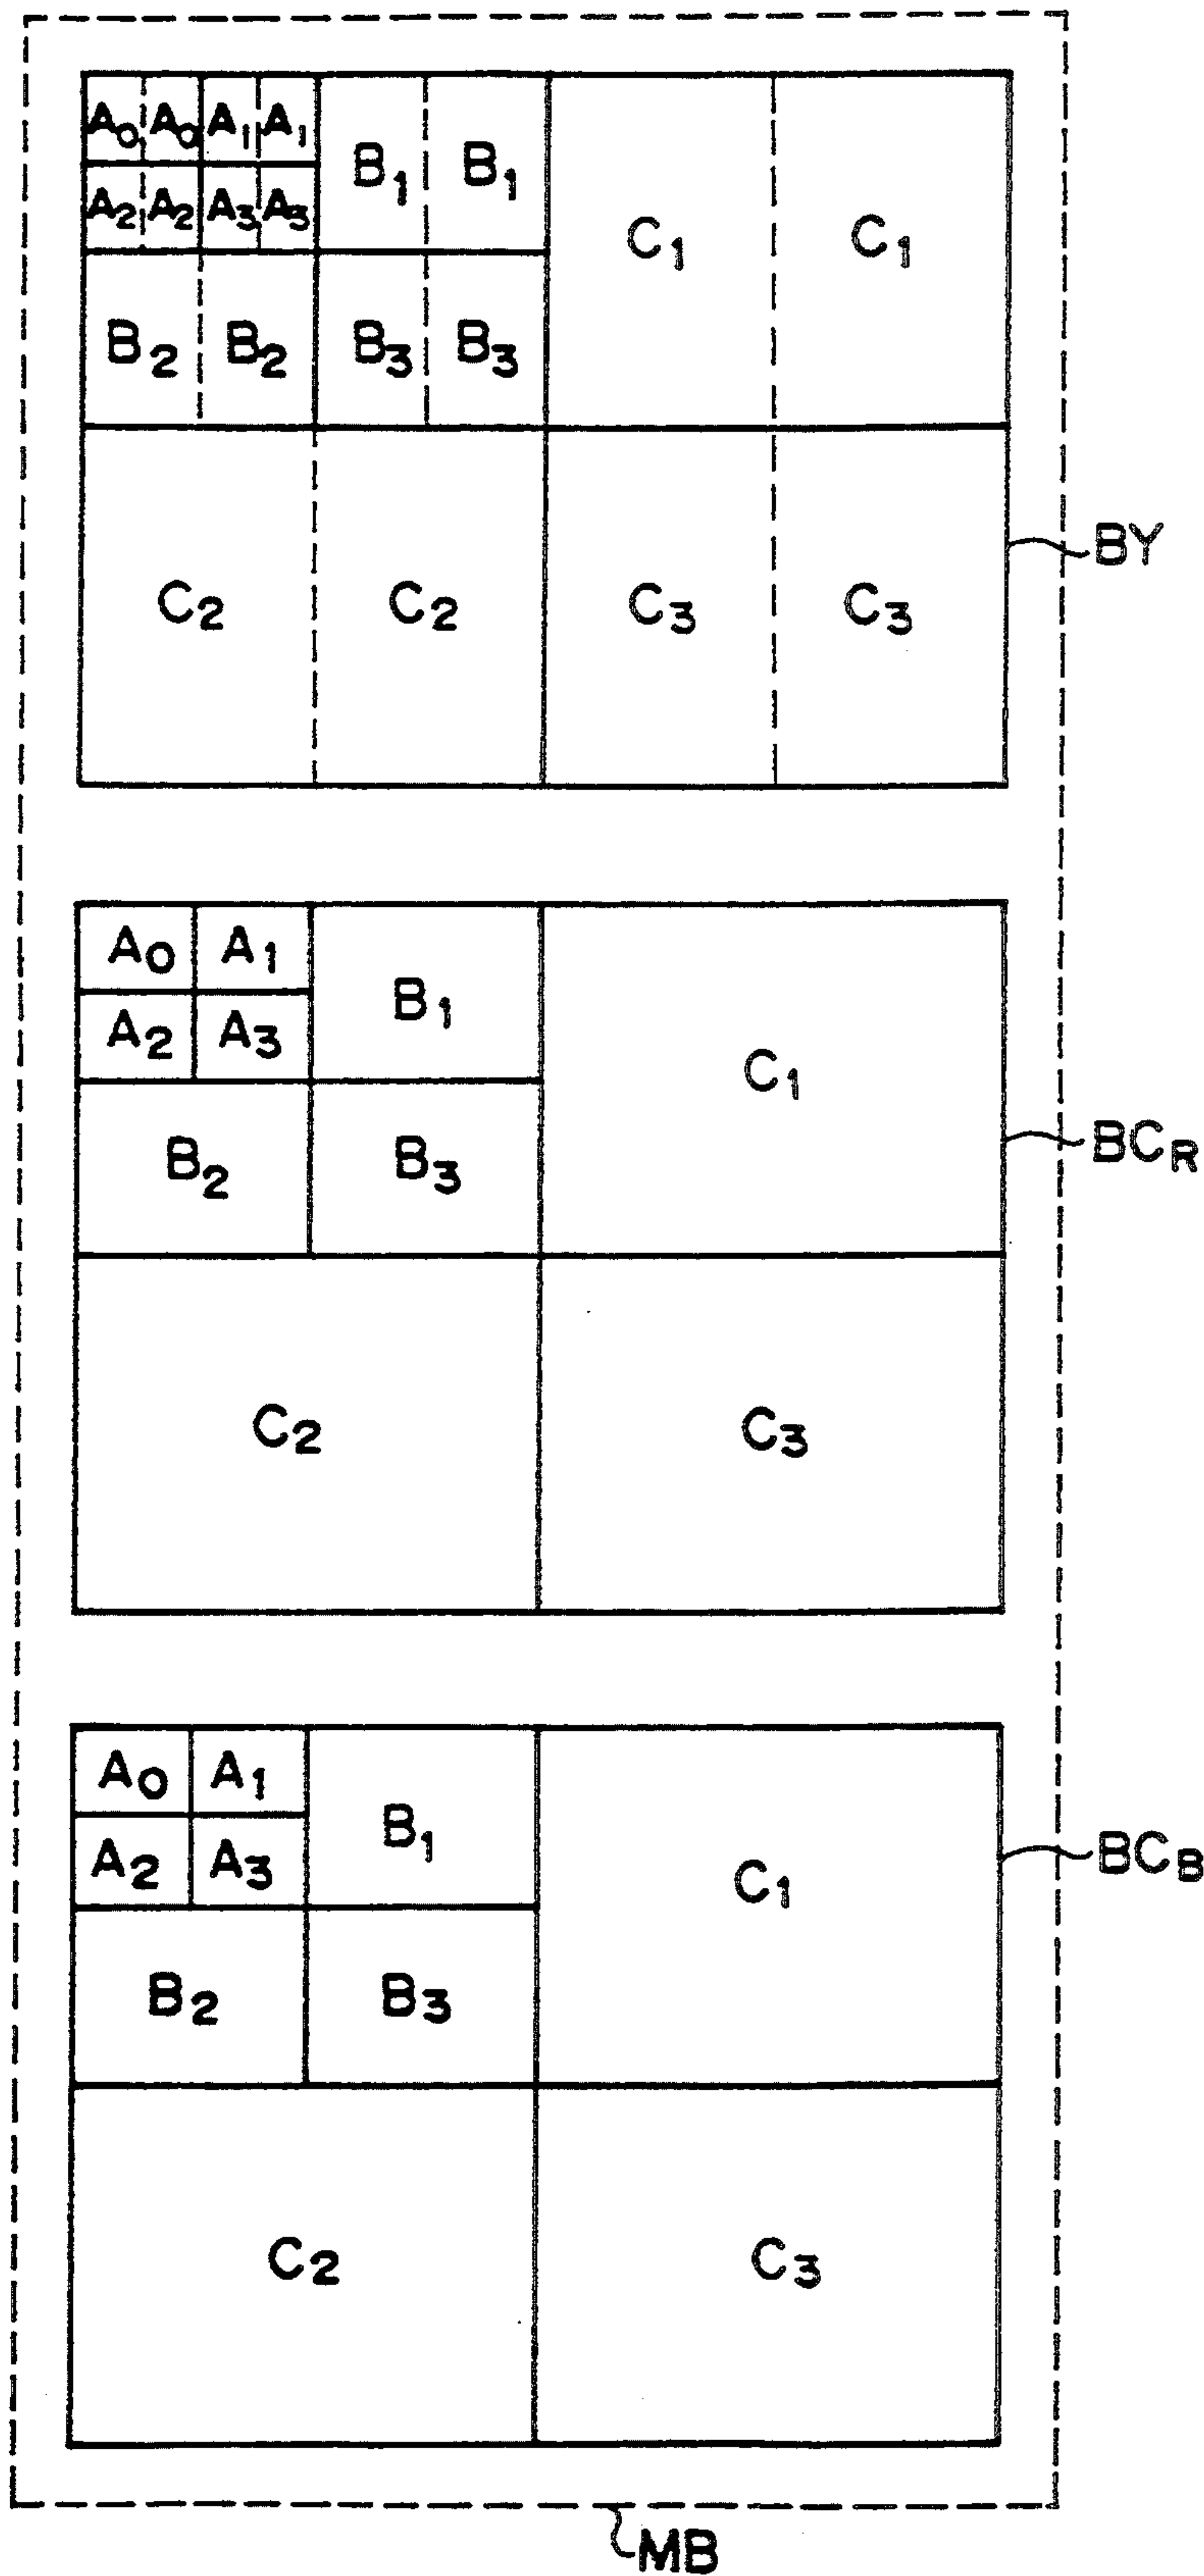 A0 A0 A1 A1
A2 A2 A3 A3
B1 B1
C1 C1
B2 B2 B3 B3
BY
C2 C2 C3 C3
A0 A1
B1
A2 A3
C1
BCR
B2 B3
C2 C3
A0 A1
B1
A2 A3
C1
BCB
B2 B3
C2 C3
MB